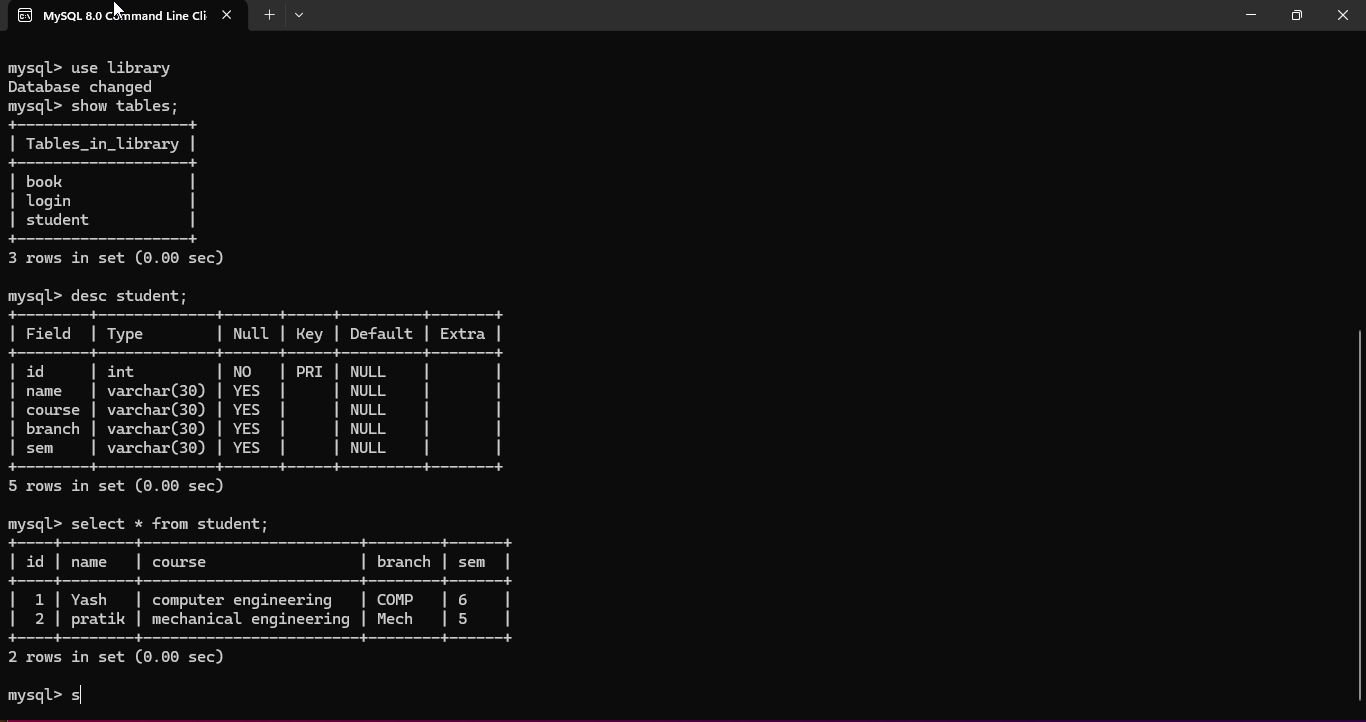 MySQL 8.0 Command Line Cli
mysql> use library
Database changed
mysql> show tables;
+--------------------+
| Tables_in_library |
+--------------------+
| book |
| login |
| student |
+--------------------+
3 rows in set (0.00 sec)
mysql> desc student;
+--------+-------------+------+-----+---------+-------+
| Field | Type | Null | Key | Default | Extra |
+--------+-------------+------+-----+---------+-------+
| id | int | NO | PRI | NULL | |
| name | varchar(30) | YES | | NULL | |
| course | varchar(30) | YES | | NULL | |
| branch | varchar(30) | YES | | NULL | |
| sem | varchar(30) | YES | | NULL | |
+--------+-------------+------+-----+---------+-------+
5 rows in set (0.00 sec)
mysql> select * from student;
+----+--------+------------------------+--------+------+
| id | name | course | branch | sem |
+----+--------+------------------------+--------+------+
| 1 | Yash | computer engineering | COMP | 6 |
| 2 | pratik | mechanical engineering | Mech | 5 |
+----+--------+------------------------+--------+------+
2 rows in set (0.00 sec)
mysql> s